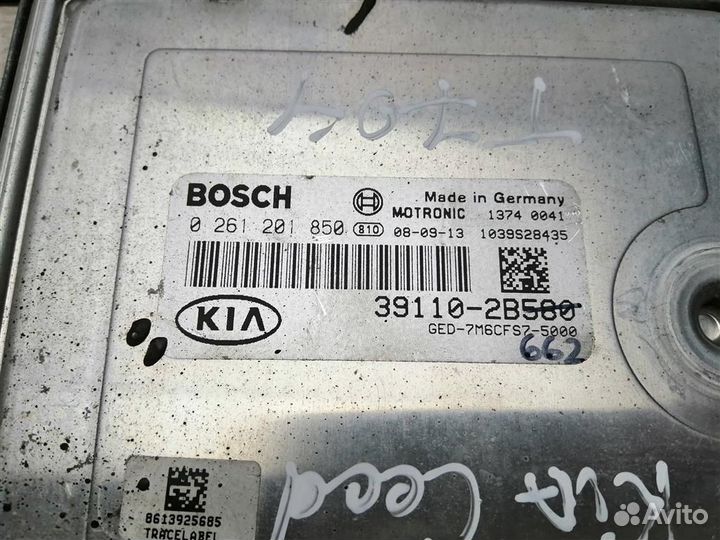 BOSCH
Made in Germany
0 261 201 850 810
MOTRONIC 1374 0041
08-09-13 1039S28435
39110-2B580
KIA
GED-7M6CFS7-5000
662
KIA Ceed
8613925685
TRACELABEL
Avito